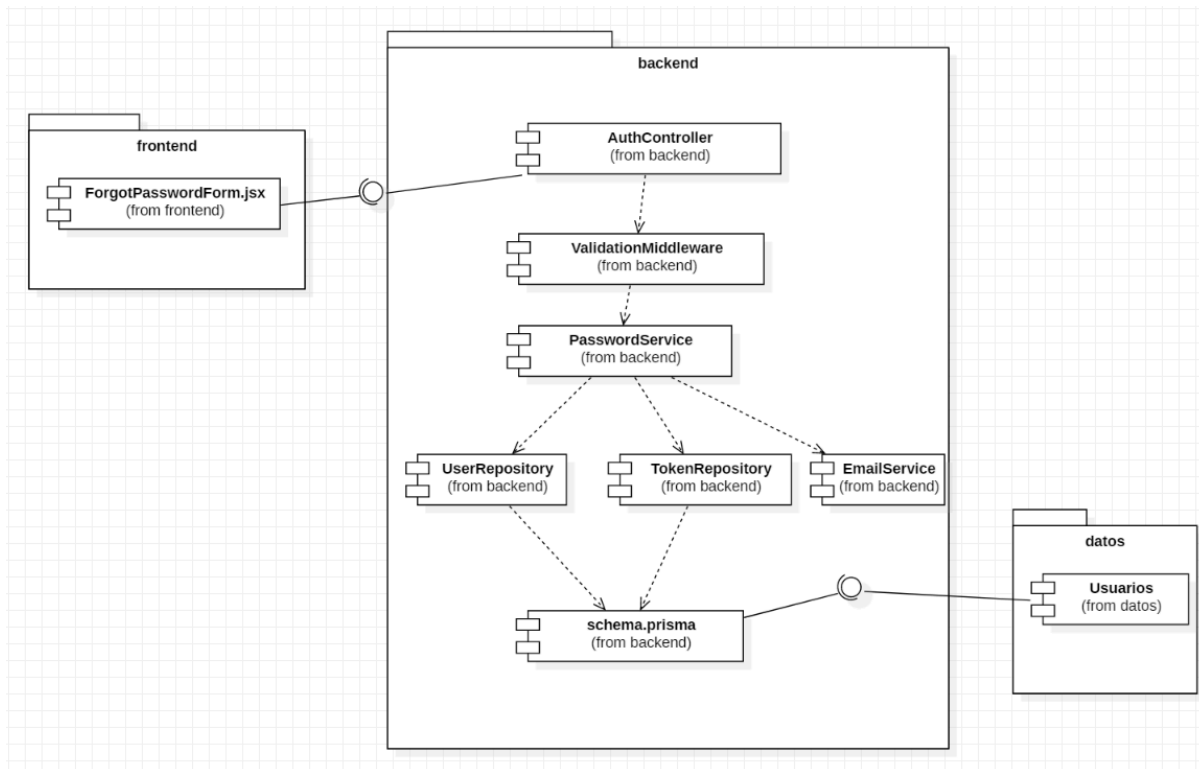 backend
AuthController
(from backend)
frontend
ForgotPasswordForm.jsx
(from frontend)
ValidationMiddleware
(from backend)
PasswordService
(from backend)
UserRepository
(from backend)
TokenRepository
(from backend)
EmailService
(from backend)
datos
Usuarios
(from datos)
schema.prisma
(from backend)